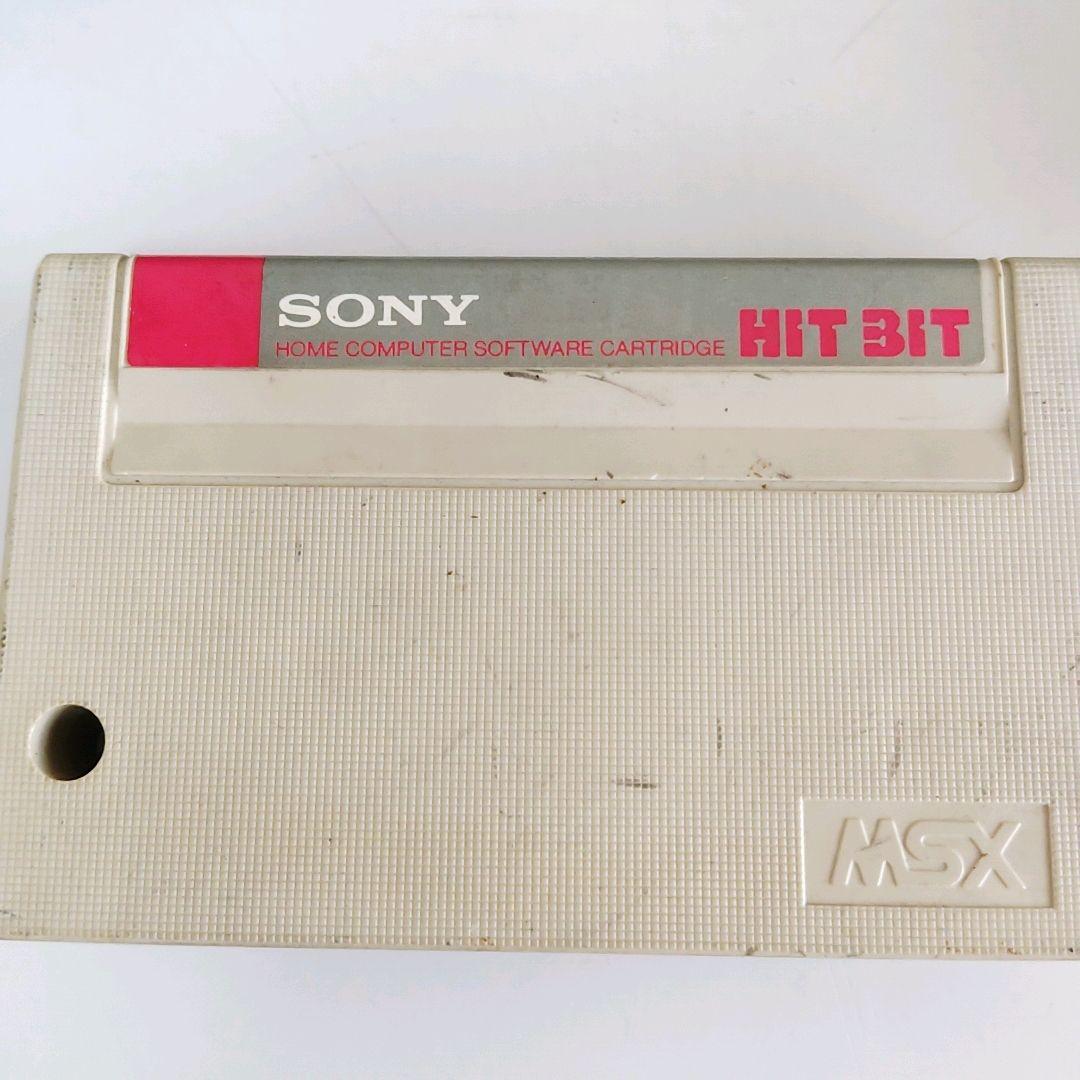 SONY
HOME COMPUTER SOFTWARE CARTRIDGE HIT BIT
MSX